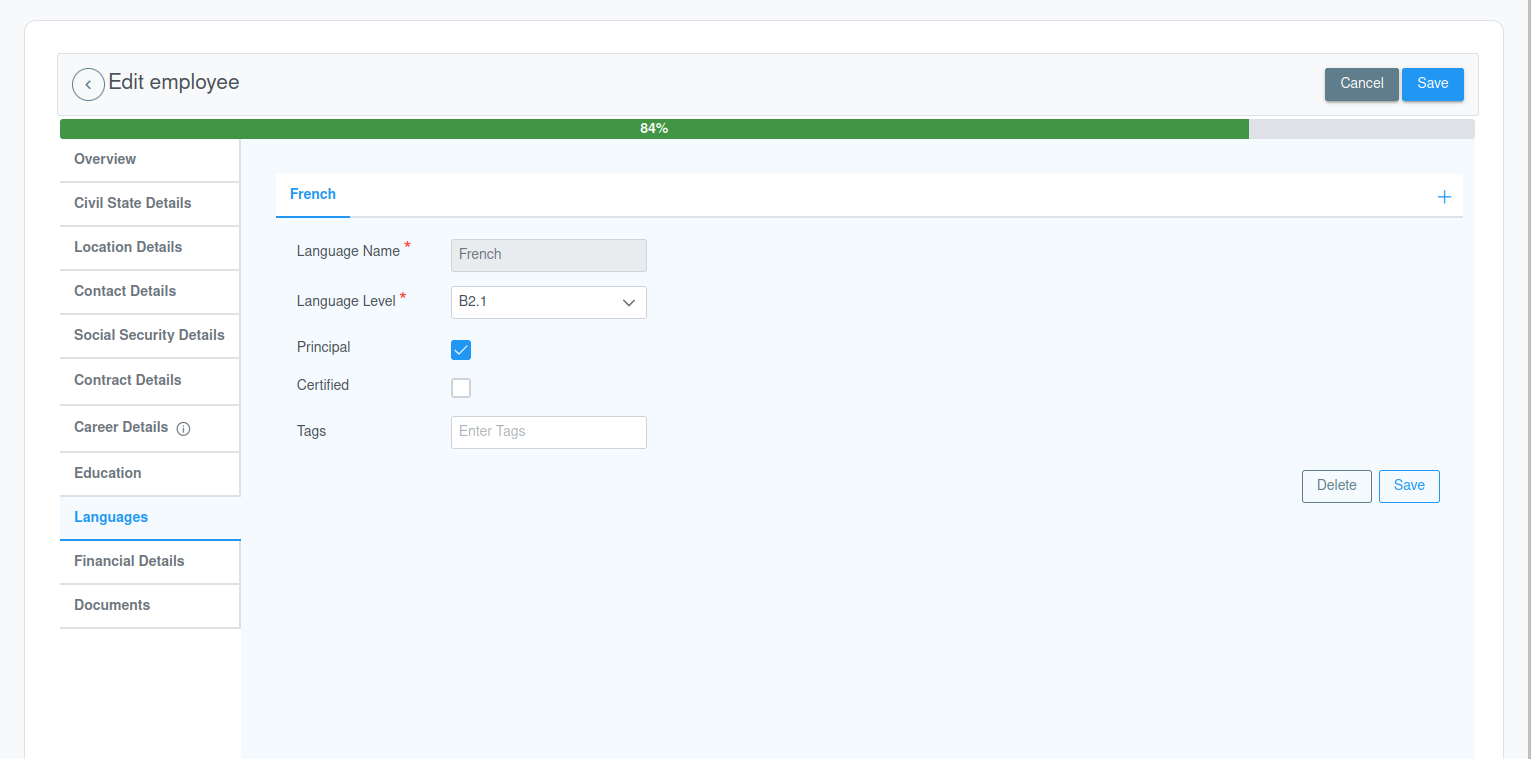 Edit employee
Cancel
Save
84%
Overview
Civil State Details
Location Details
Contact Details
Social Security Details
Contract Details
Career Details
Education
Languages
Financial Details
Documents
French
Language Name *
French
Language Level *
B2.1
Principal
Certified
Tags
Enter Tags
Delete
Save